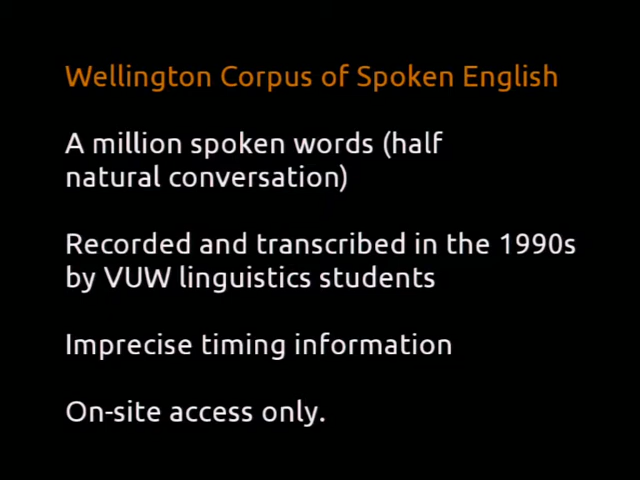 Wellington Corpus of Spoken English
A million spoken words (half
natural conversation)
Recorded and transcribed in the 1990s
by VUW linguistics students
Imprecise timing information
On-site access only.